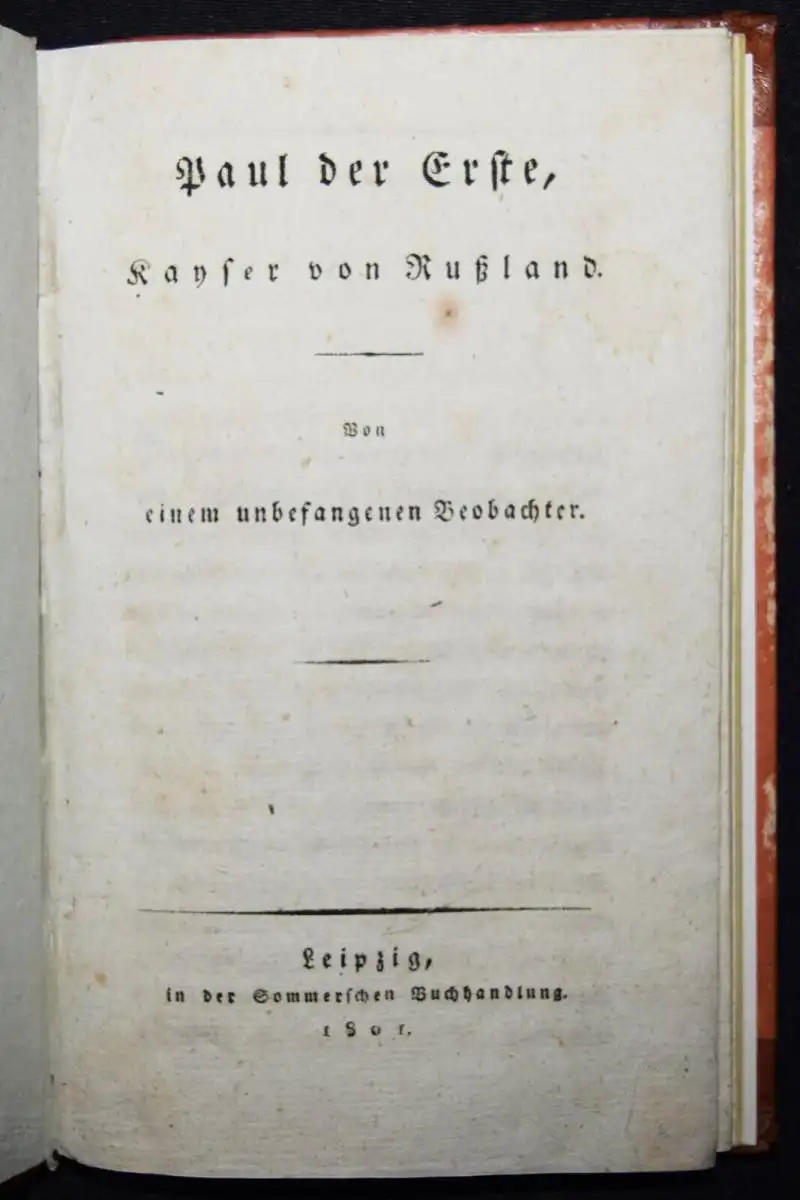 Paul der Erſte,
Kayſer von Rußland.
Von
einem unbefangenen Beobachter.
Leipzig,
in der Sommerſchen Buchhandlung.
1801.